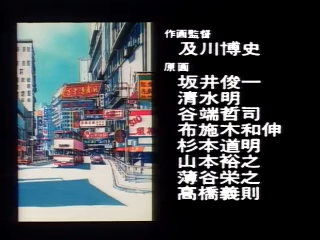 作画監督
及川博史
原画
坂井俊一
清水明
谷端哲司
布施木和伸
杉本道明
山本裕之
薄谷栄之
高橋義則